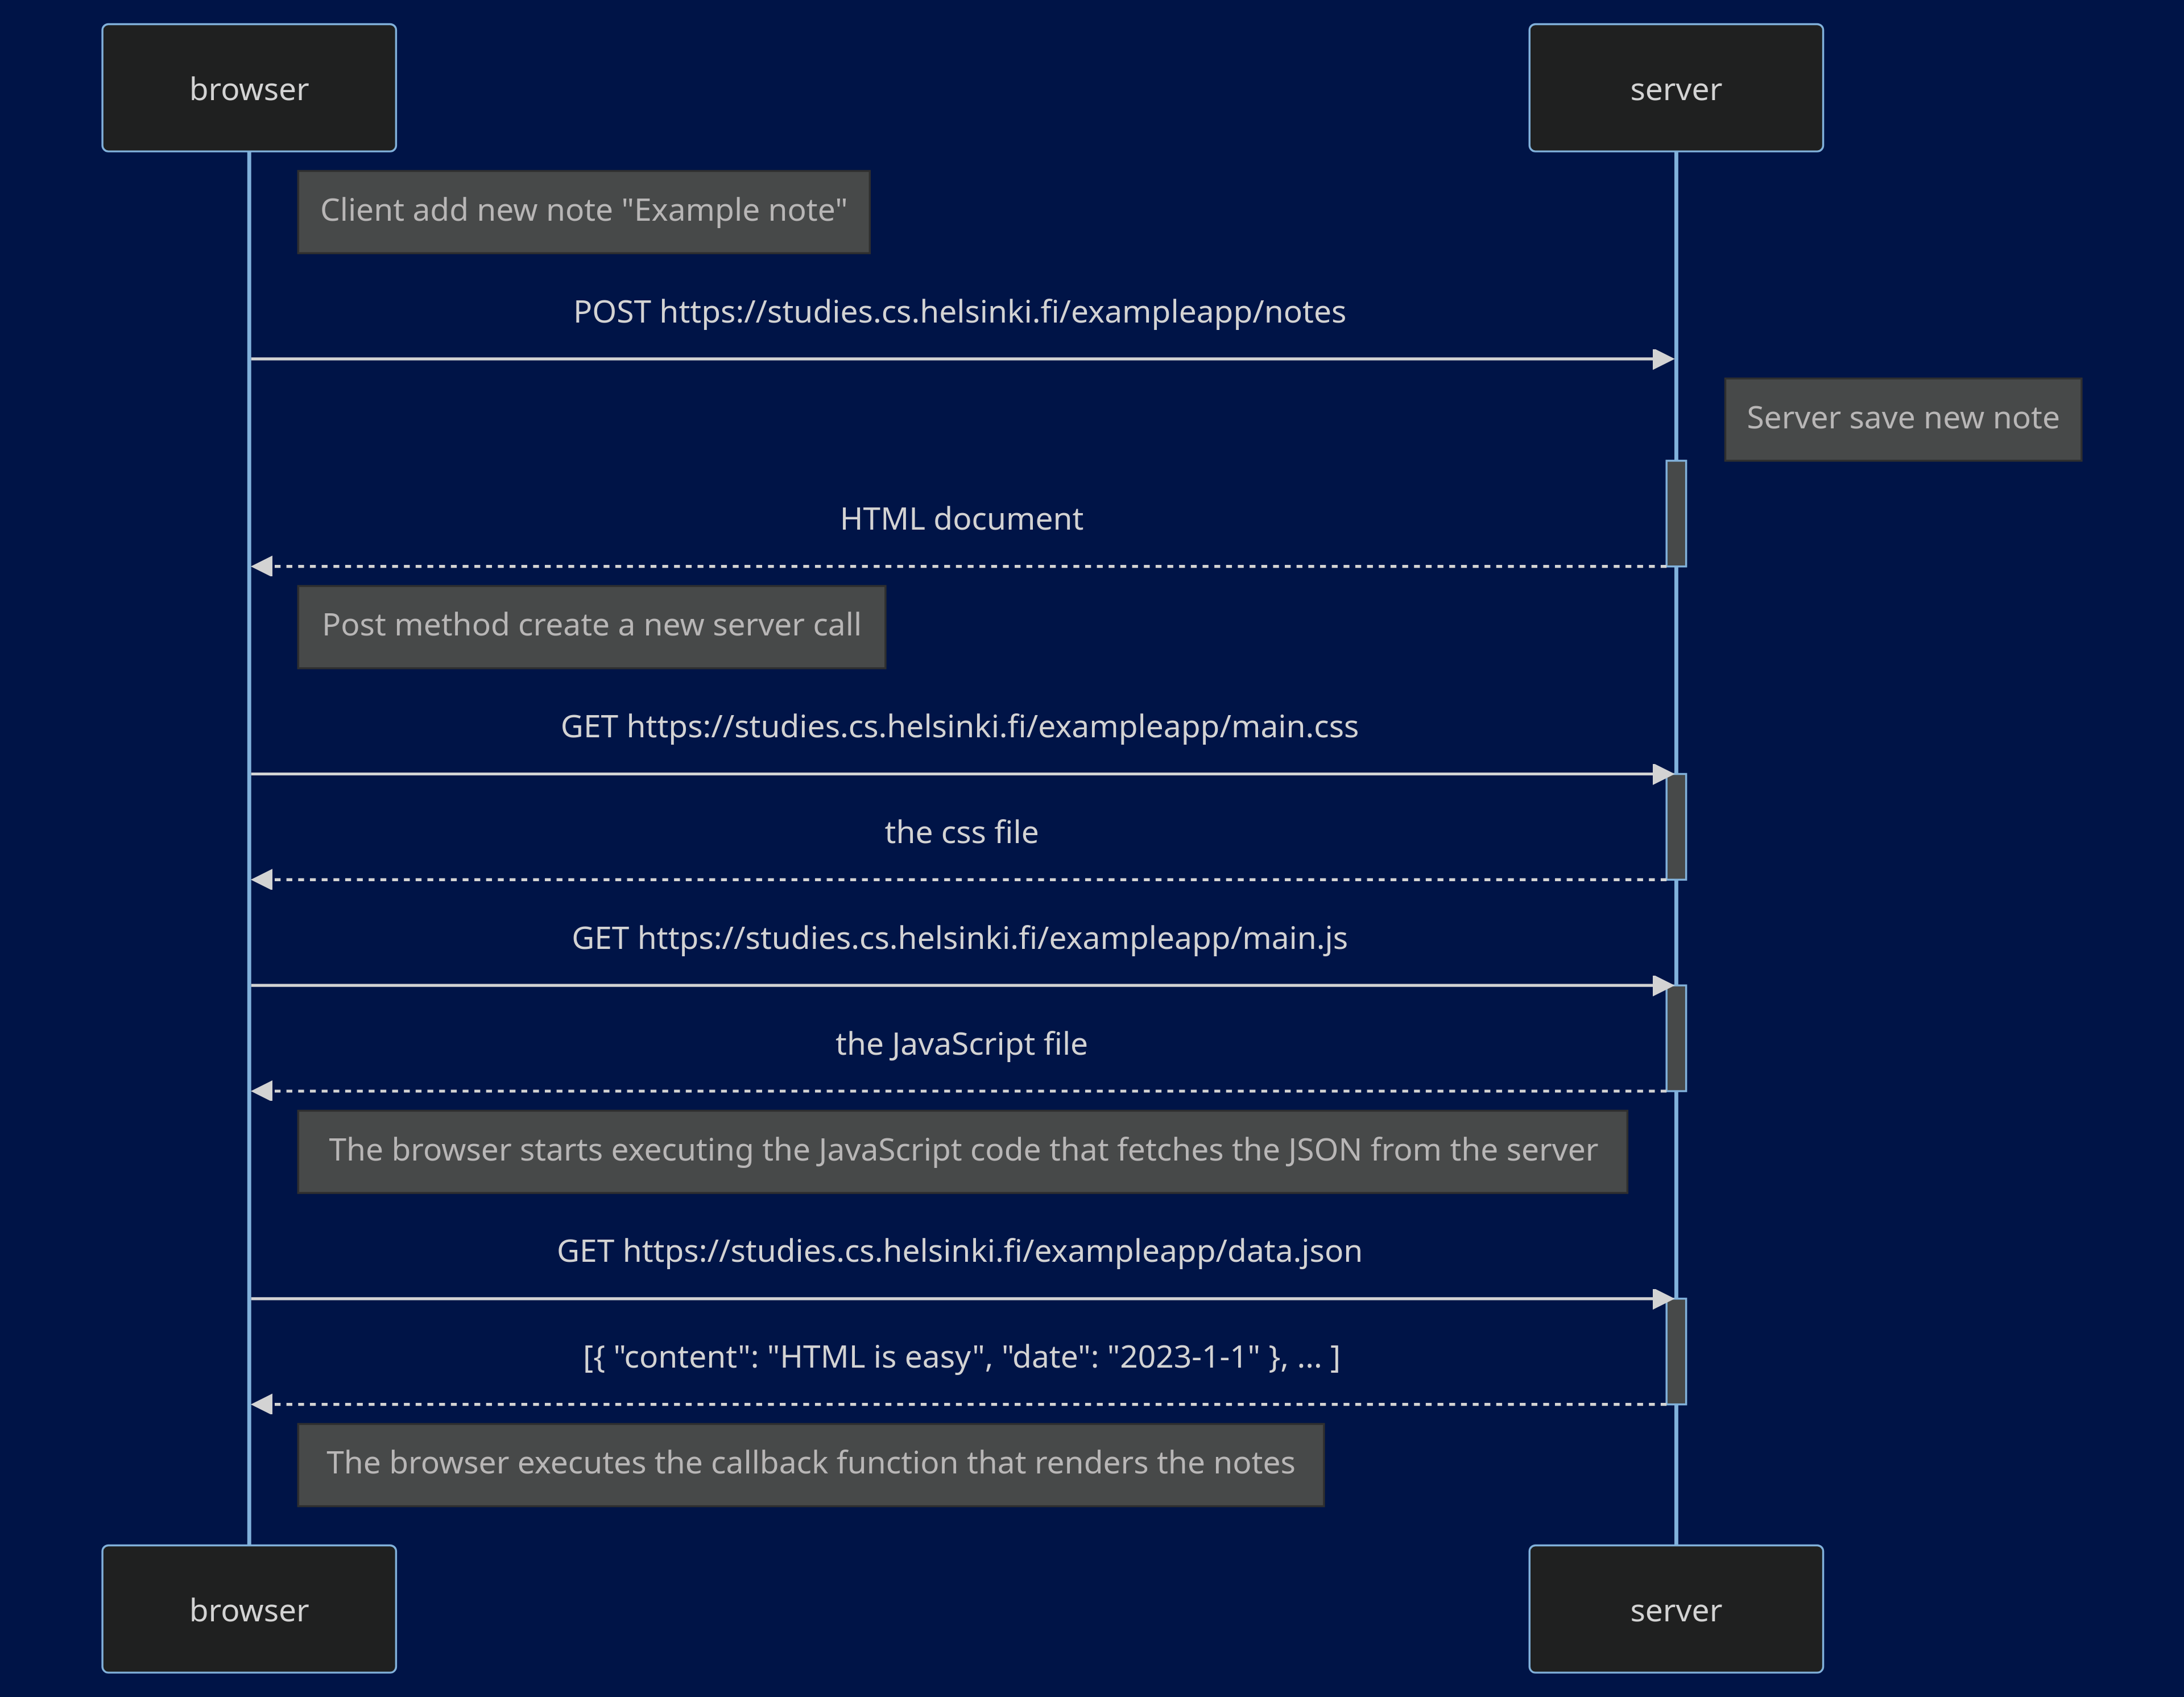 browser
server
Client add new note "Example note"
POST https://studies.cs.helsinki.fi/exampleapp/notes
Server save new note
HTML document
Post method create a new server call
GET https://studies.cs.helsinki.fi/exampleapp/main.css
the css file
GET https://studies.cs.helsinki.fi/exampleapp/main.js
the JavaScript file
The browser starts executing the JavaScript code that fetches the JSON from the server
GET https://studies.cs.helsinki.fi/exampleapp/data.json
[{ "content": "HTML is easy", "date": "2023-1-1" }, ... ]
The browser executes the callback function that renders the notes
browser
server